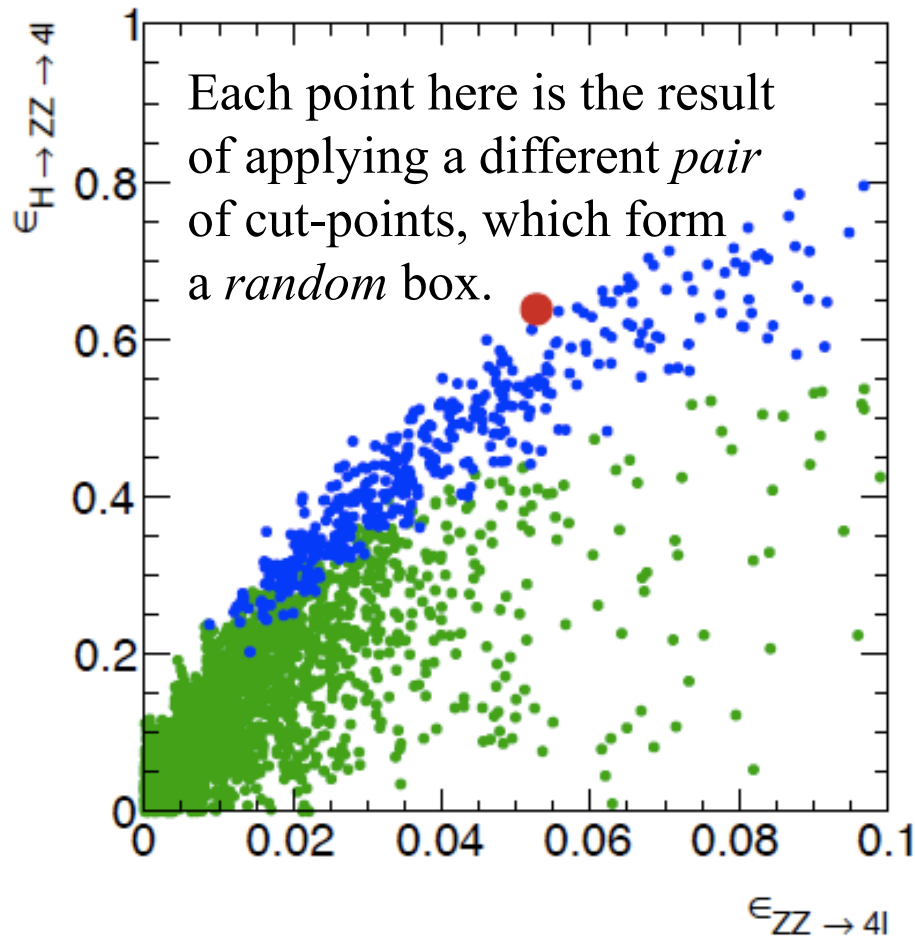 1
Each point here is the result
of applying a different pair
of cut-points, which form
a random box.
∈H→ZZ→4l
0.8
0.6
0.4
0.2
0
0 0.02 0.04 0.06 0.08 0.1
∈ZZ→4l